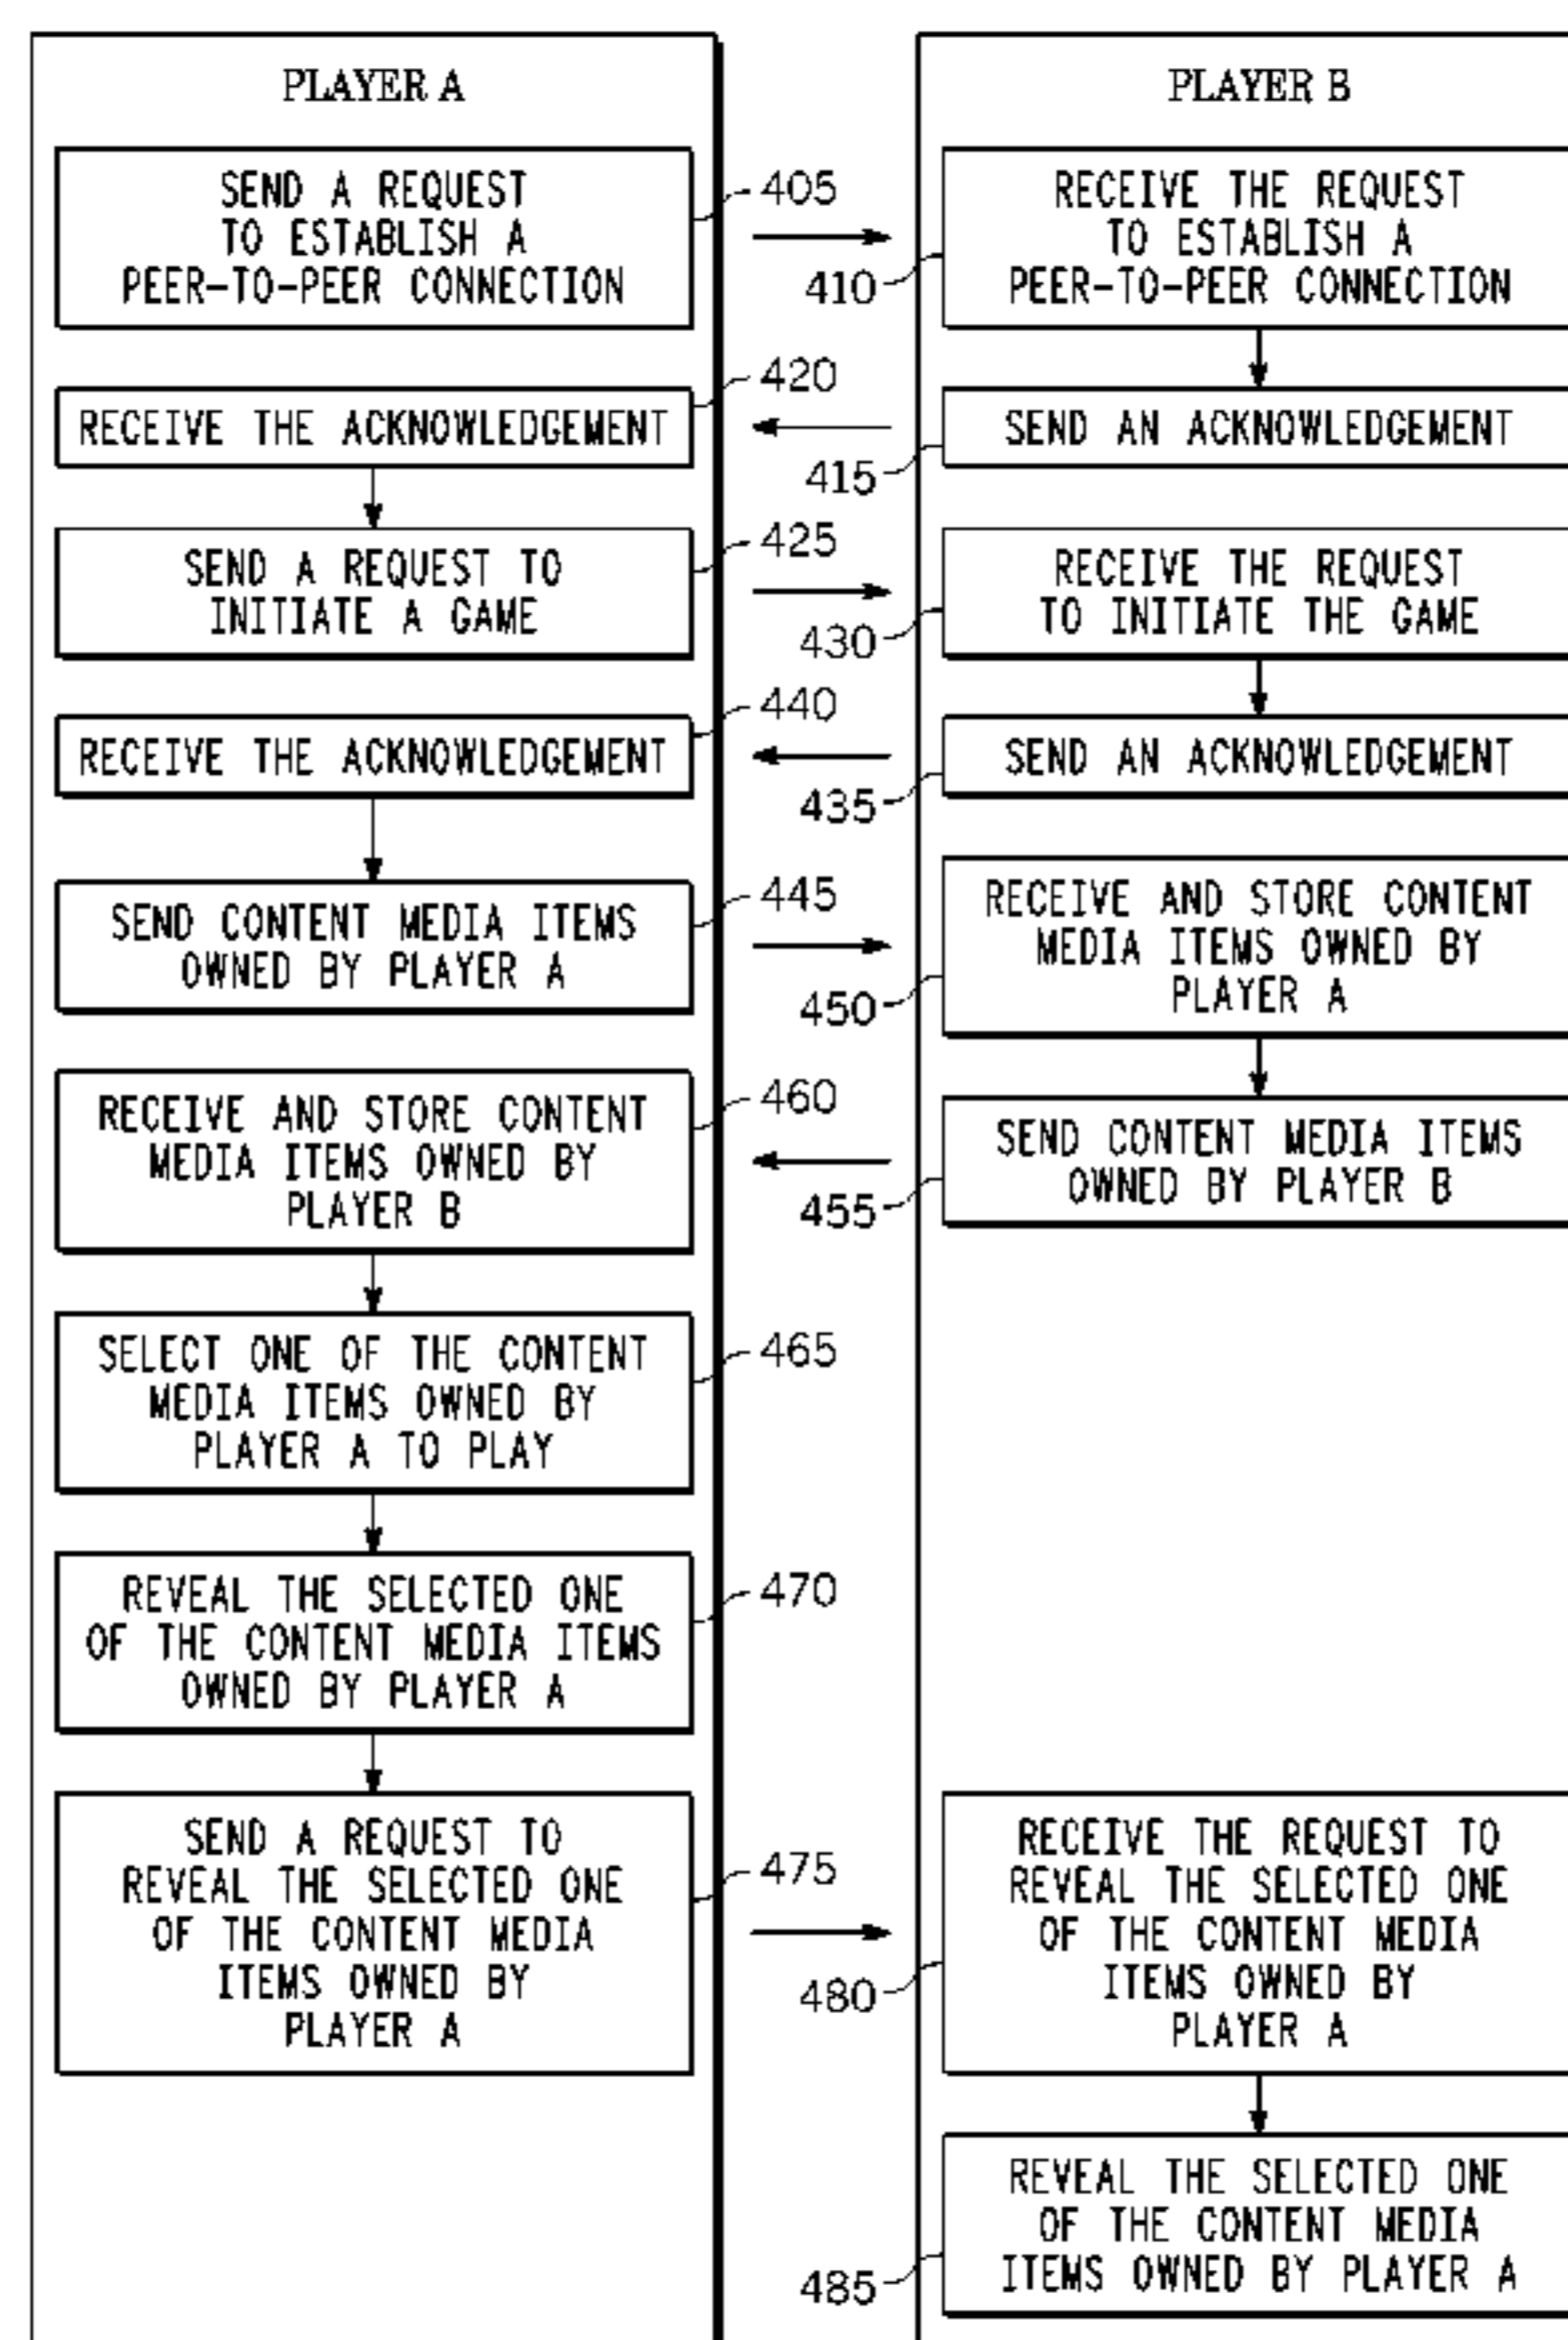 PLAYER A
SEND A REQUEST
TO ESTABLISH A
PEER-TO-PEER CONNECTION
405
PLAYER B
RECEIVE THE REQUEST
TO ESTABLISH A
PEER-TO-PEER CONNECTION
410
420
RECEIVE THE ACKNOWLEDGEMENT
SEND AN ACKNOWLEDGEMENT
415
SEND A REQUEST TO
INITIATE A GAME
425
RECEIVE THE REQUEST
TO INITIATE THE GAME
430
440
RECEIVE THE ACKNOWLEDGEMENT
SEND AN ACKNOWLEDGEMENT
435
SEND CONTENT MEDIA ITEMS
OWNED BY PLAYER A
445
RECEIVE AND STORE CONTENT
MEDIA ITEMS OWNED BY
PLAYER A
450
RECEIVE AND STORE CONTENT
MEDIA ITEMS OWNED BY
PLAYER B
460
SEND CONTENT MEDIA ITEMS
OWNED BY PLAYER B
455
SELECT ONE OF THE CONTENT
MEDIA ITEMS OWNED BY
PLAYER A TO PLAY
465
REVEAL THE SELECTED ONE
OF THE CONTENT MEDIA ITEMS
OWNED BY PLAYER A
470
SEND A REQUEST TO
REVEAL THE SELECTED ONE
OF THE CONTENT MEDIA
ITEMS OWNED BY
PLAYER A
475
RECEIVE THE REQUEST TO
REVEAL THE SELECTED ONE
OF THE CONTENT MEDIA
ITEMS OWNED BY
PLAYER A
480
REVEAL THE SELECTED ONE
OF THE CONTENT MEDIA
ITEMS OWNED BY PLAYER A
485